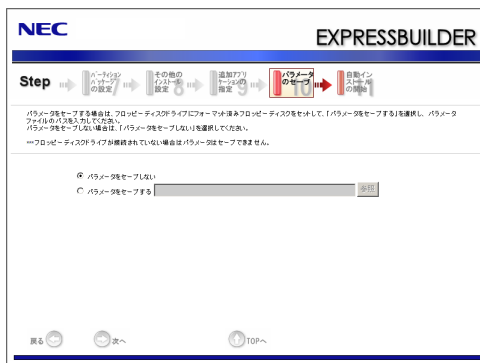 NEC
EXPRESSBUILDER
Step
パーティション
パッケージ
の設定
7
その他の
インストール
設定
8
追加アプリ
ケーションの
指定
9
パラメータ
のセーブ
10
自動イン
ストール
の開始
11
パラメータをセーブする場合は、フロッピーディスクドライブにフォーマット済みフロッピーディスクをセットして、「パラメータをセーブする」を選択し、パラメータ
ファイルのパスを入力してください。
パラメータをセーブしない場合は、「パラメータをセーブしない」を選択してください。
***フロッピーディスクドライブが接続されていない場合はパラメータはセーブできません。
パラメータをセーブしない
パラメータをセーブする
参照
戻る
次へ
TOPへ